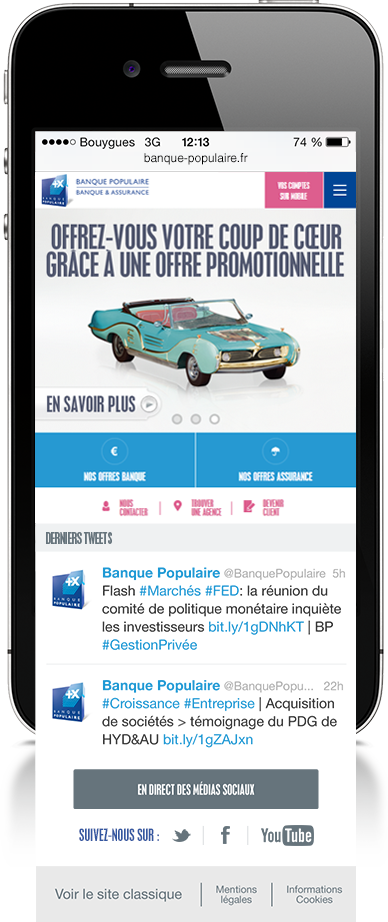 Bouygues 3G 12:13 74 %
banque-populaire.fr
BANQUE POPULAIRE
BANQUE & ASSURANCE
BANQUE
POPULAIRE
VOS COMPTES
SUR MOBILE
OFFREZ-VOUS VOTRE COUP DE CŒUR
GRÂCE À UNE OFFRE PROMOTIONNELLE
EN SAVOIR PLUS
€
NOS OFFRES BANQUE
NOS OFFRES ASSURANCE
NOUS
CONTACTER
TROUVER
UNE AGENCE
DEVENIR
CLIENT
DERNIERS TWEETS
BANQUE
POPULAIRE
Banque Populaire @BanquePopulaire 5h
Flash #Marchés #FED: la réunion du
comité de politique monétaire inquiète
les investisseurs bit.ly/1gDNhKT | BP
#GestionPrivée
BANQUE
POPULAIRE
Banque Populaire @BanquePopu... 22h
#Croissance #Entreprise | Acquisition
de sociétés > témoignage du PDG de
HYD&AU bit.ly/1gZAJxn
EN DIRECT DES MÉDIAS SOCIAUX
SUIVEZ-NOUS SUR :
f
YouTube
Voir le site classique
Mentions
légales
Informations
Cookies